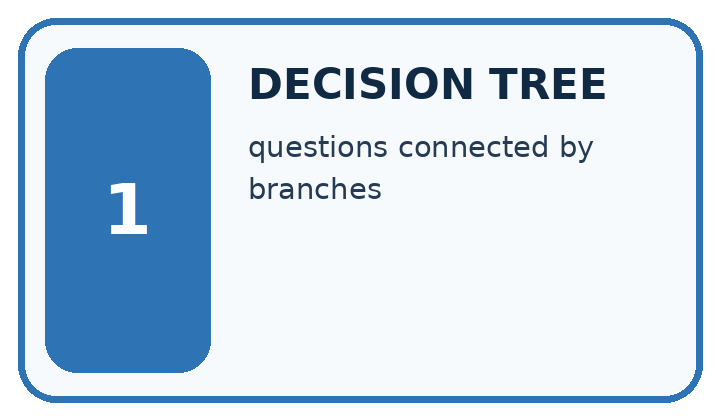 1
DECISION TREE
questions connected by
branches